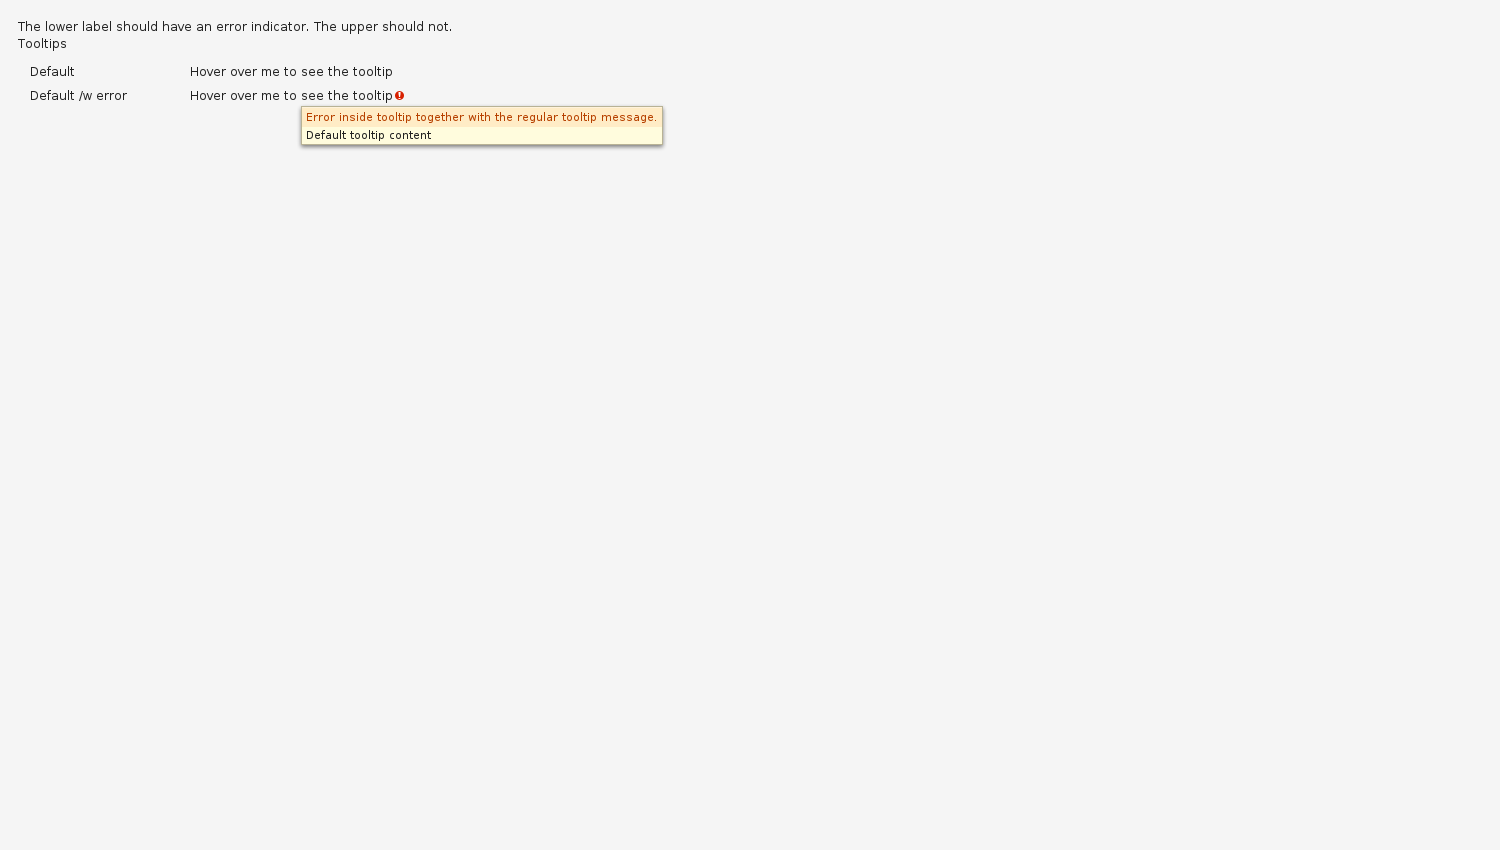 The lower label should have an error indicator. The upper should not.
Tooltips
Default Hover over me to see the tooltip
Default /w error Hover over me to see the tooltip
Error inside tooltip together with the regular tooltip message.
Default tooltip content